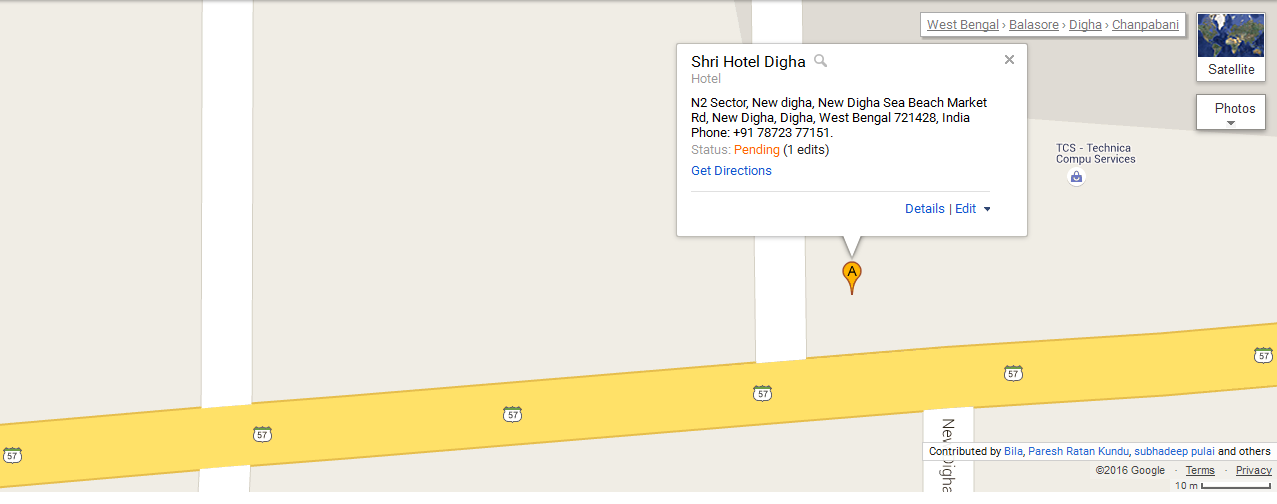 West Bengal › Balasore › Digha › Chanpabani
Satellite
Photos
Shri Hotel Digha
Hotel
N2 Sector, New digha, New Digha Sea Beach Market
Rd, New Digha, Digha, West Bengal 721428, India
Phone: +91 78723 77151.
Status: Pending (1 edits)
Get Directions
Details | Edit
TCS - Technica
Compu Services
A
57
57
57
57
57
57
New Digha
Contributed by Bila, Paresh Ratan Kundu, subhadeep pulai and others
©2016 Google - Terms - Privacy
10 m